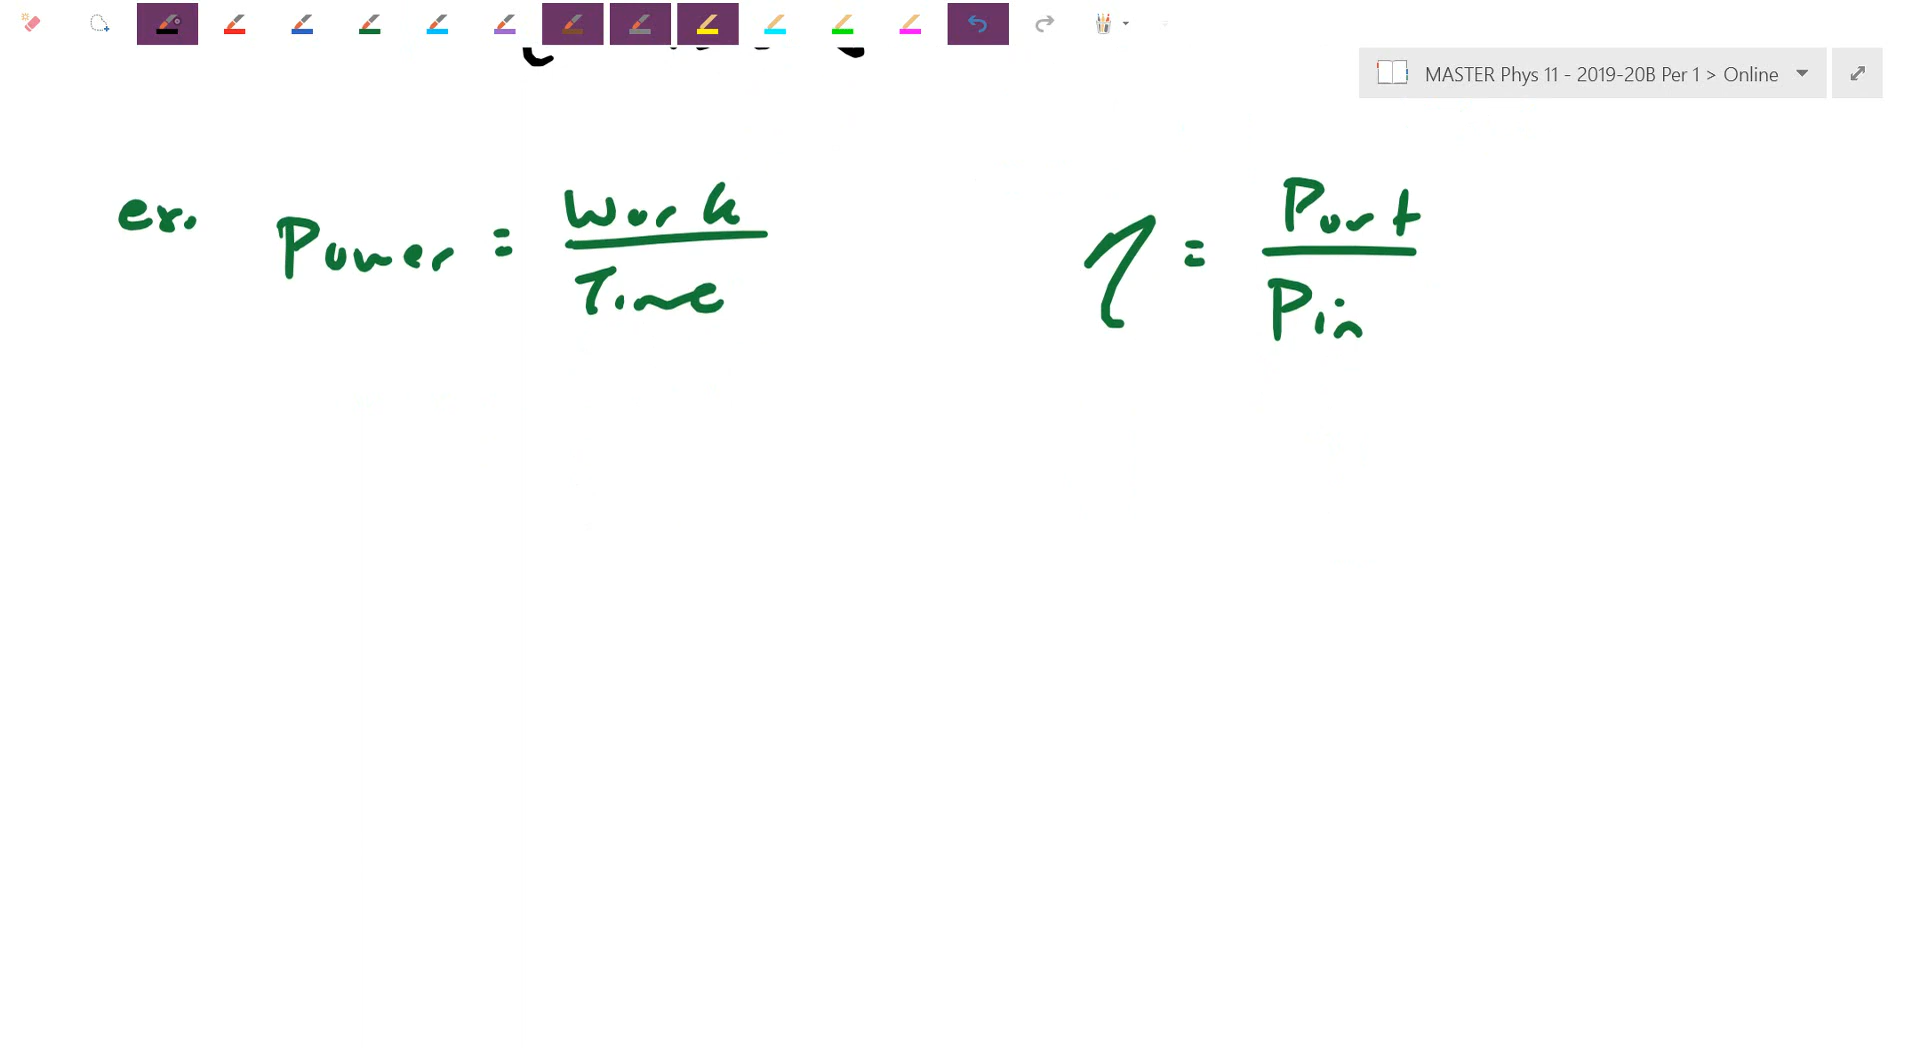 MASTER Phys 11 - 2019-20B Per 1 > Online
ex. Power = Work / Time
η = Pout / Pin